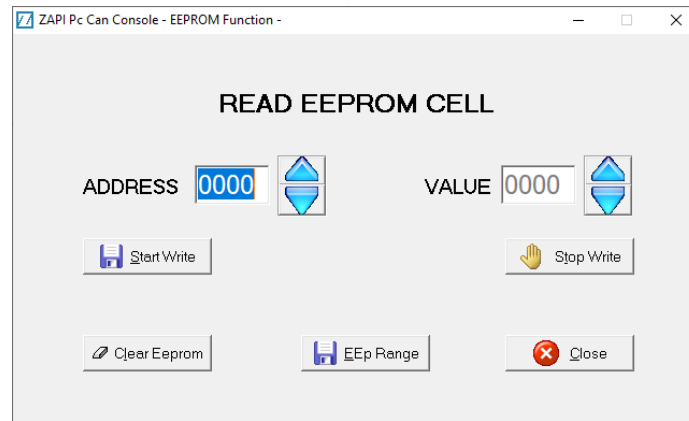 ZAPI Pc Can Console - EEPROM Function -
READ EEPROM CELL
ADDRESS 0000 VALUE 0000
Start Write Stop Write
Clear Eeprom EEp Range Close